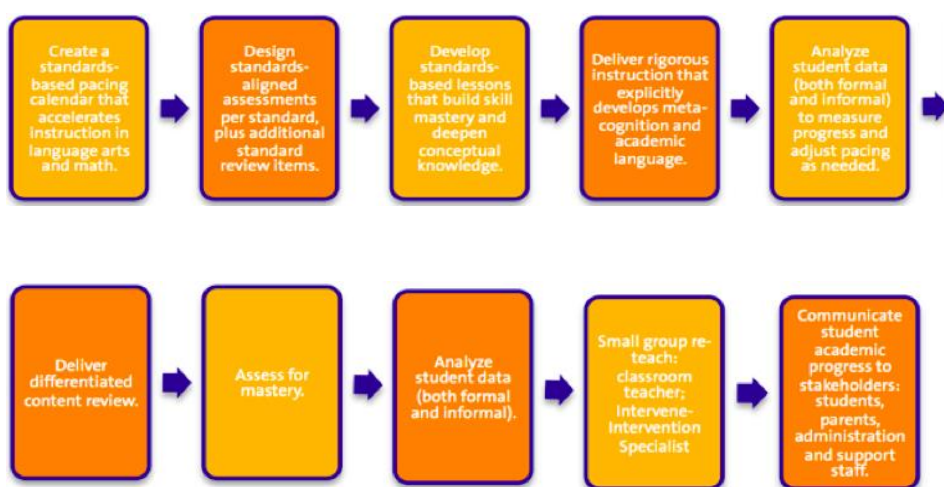 Create a
standards-
based pacing
calendar that
accelerates
instruction in
language arts
and math.
Design
standards-
aligned
assessments
per standard,
plus additional
standard
review items.
Develop
standards-
based lessons
that build skill
mastery and
deepen
conceptual
knowledge.
Deliver rigorous
instruction that
explicitly
develops meta-
cognition and
academic
language.
Analyze
student data
(both formal
and informal)
to measure
progress and
adjust pacing
as needed.
Deliver
differentiated
content review.
Assess for
mastery.
Analyze
student data
(both formal
and informal).
Small group re-
teach:
classroom
teacher;
Intervene-
Intervention
Specialist
Communicate
student
academic
progress to
stakeholders:
students,
parents,
administration
and support
staff.